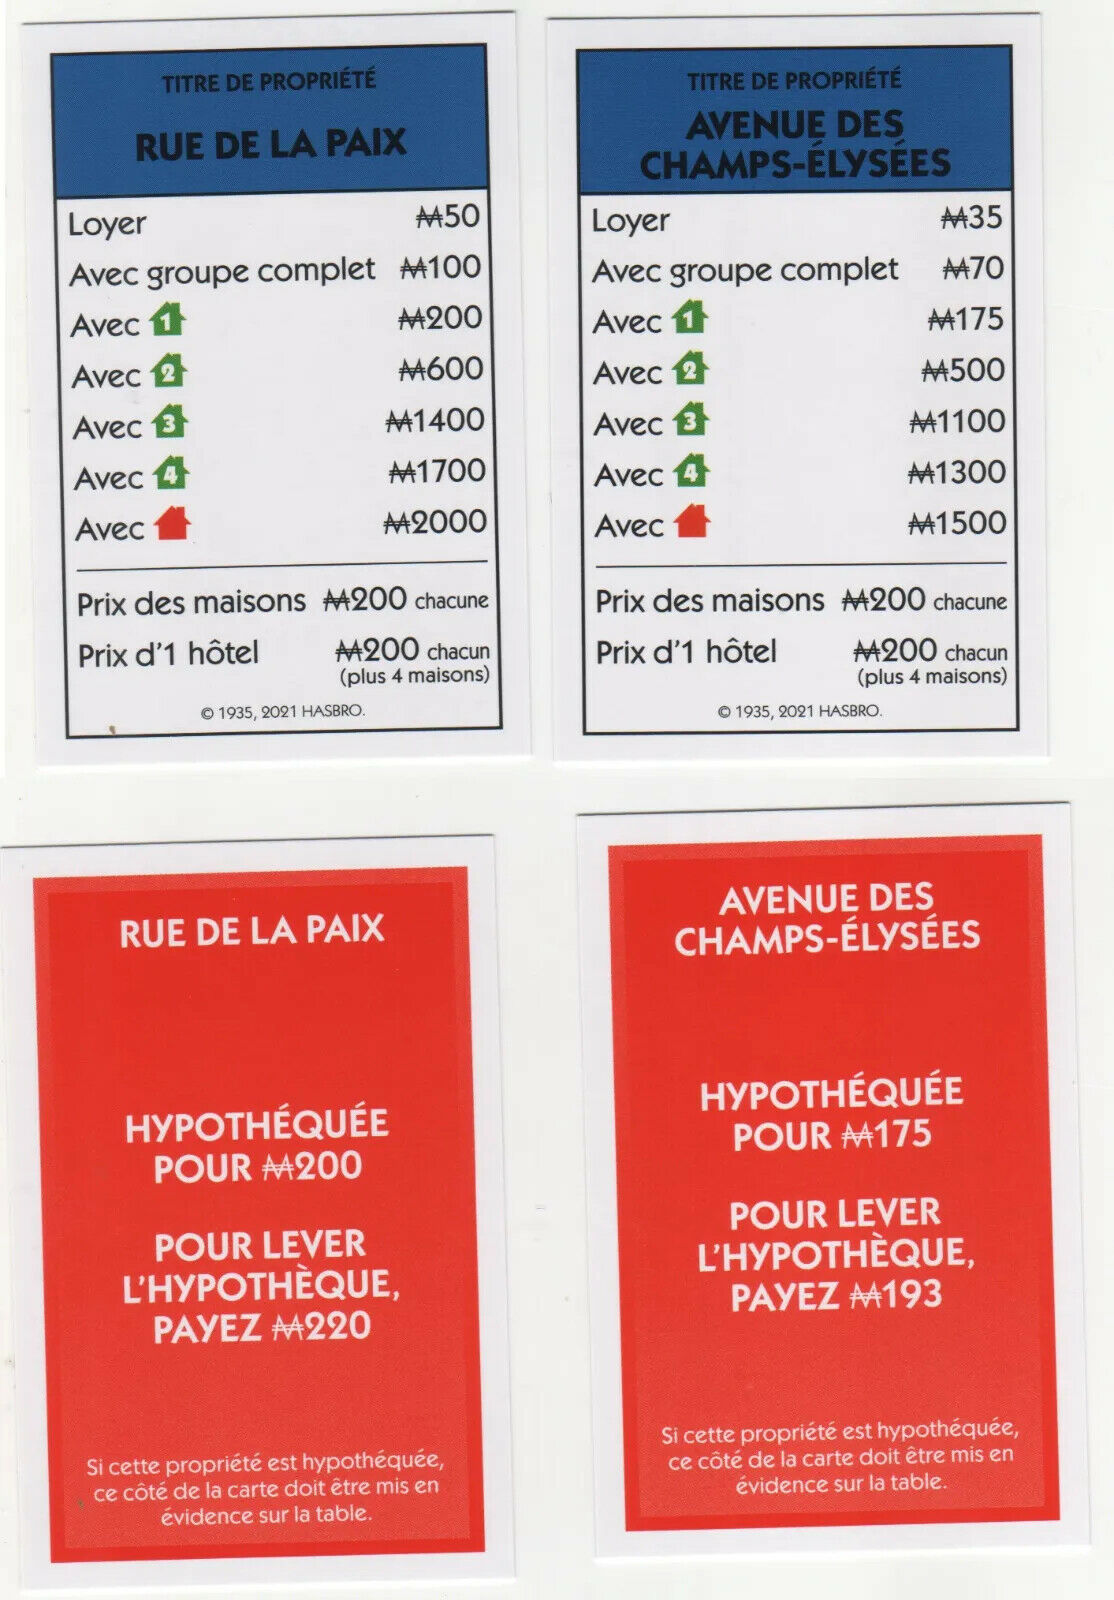 TITRE DE PROPRIÉTÉ
RUE DE LA PAIX
Loyer ₩50
Avec groupe complet ₩100
Avec 1 ₩200
Avec 2 ₩600
Avec 3 ₩1400
Avec 4 ₩1700
Avec ₩2000
Prix des maisons ₩200 chacune
Prix d'1 hôtel ₩200 chacun
(plus 4 maisons)
© 1935, 2021 HASBRO.
TITRE DE PROPRIÉTÉ
AVENUE DES
CHAMPS-ÉLYSÉES
Loyer ₩35
Avec groupe complet ₩70
Avec 1 ₩175
Avec 2 ₩500
Avec 3 ₩1100
Avec 4 ₩1300
Avec ₩1500
Prix des maisons ₩200 chacune
Prix d'1 hôtel ₩200 chacun
(plus 4 maisons)
© 1935, 2021 HASBRO.
RUE DE LA PAIX
HYPOTHÉQUÉE
POUR ₩200
POUR LEVER
L'HYPOTHÈQUE,
PAYEZ ₩220
Si cette propriété est hypothéquée,
ce côté de la carte doit être mis en
évidence sur la table.
AVENUE DES
CHAMPS-ÉLYSÉES
HYPOTHÉQUÉE
POUR ₩175
POUR LEVER
L'HYPOTHÈQUE,
PAYEZ ₩193
Si cette propriété est hypothéquée,
ce côté de la carte doit être mis en
évidence sur la table.